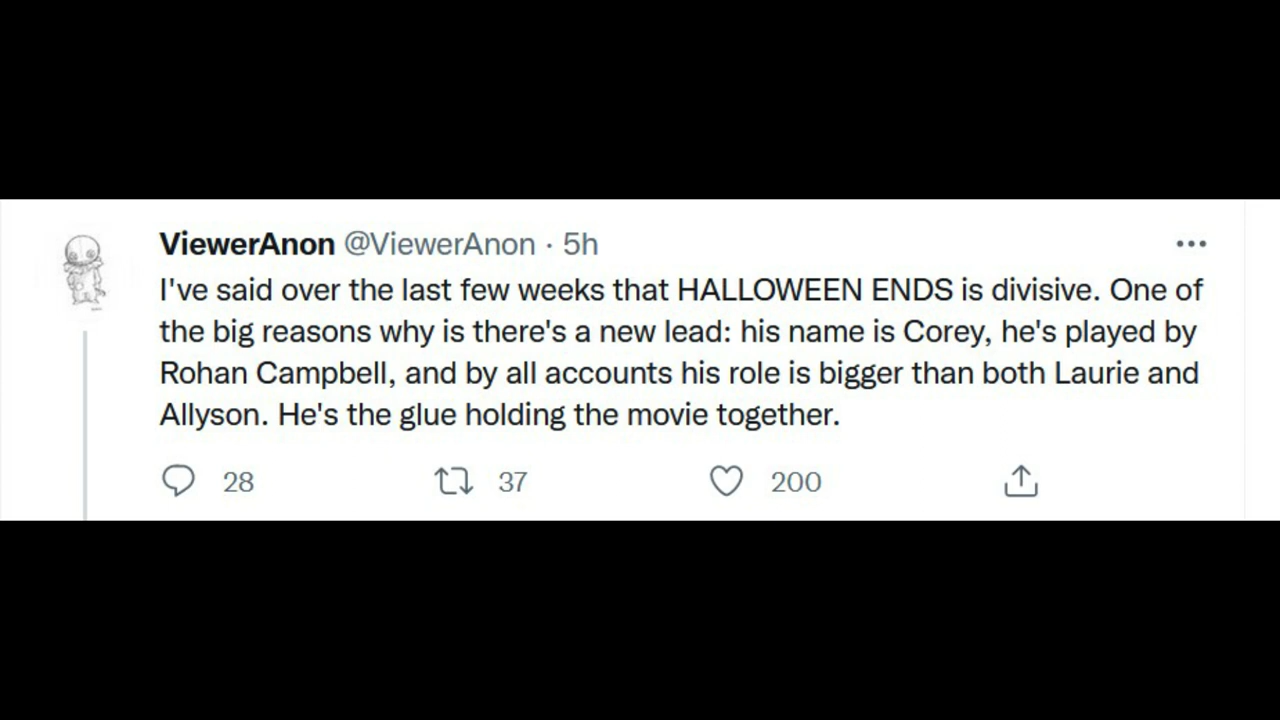 ViewerAnon @ViewerAnon · 5h
I've said over the last few weeks that HALLOWEEN ENDS is divisive. One of
the big reasons why is there's a new lead: his name is Corey, he's played by
Rohan Campbell, and by all accounts his role is bigger than both Laurie and
Allyson. He's the glue holding the movie together.
28 37 200